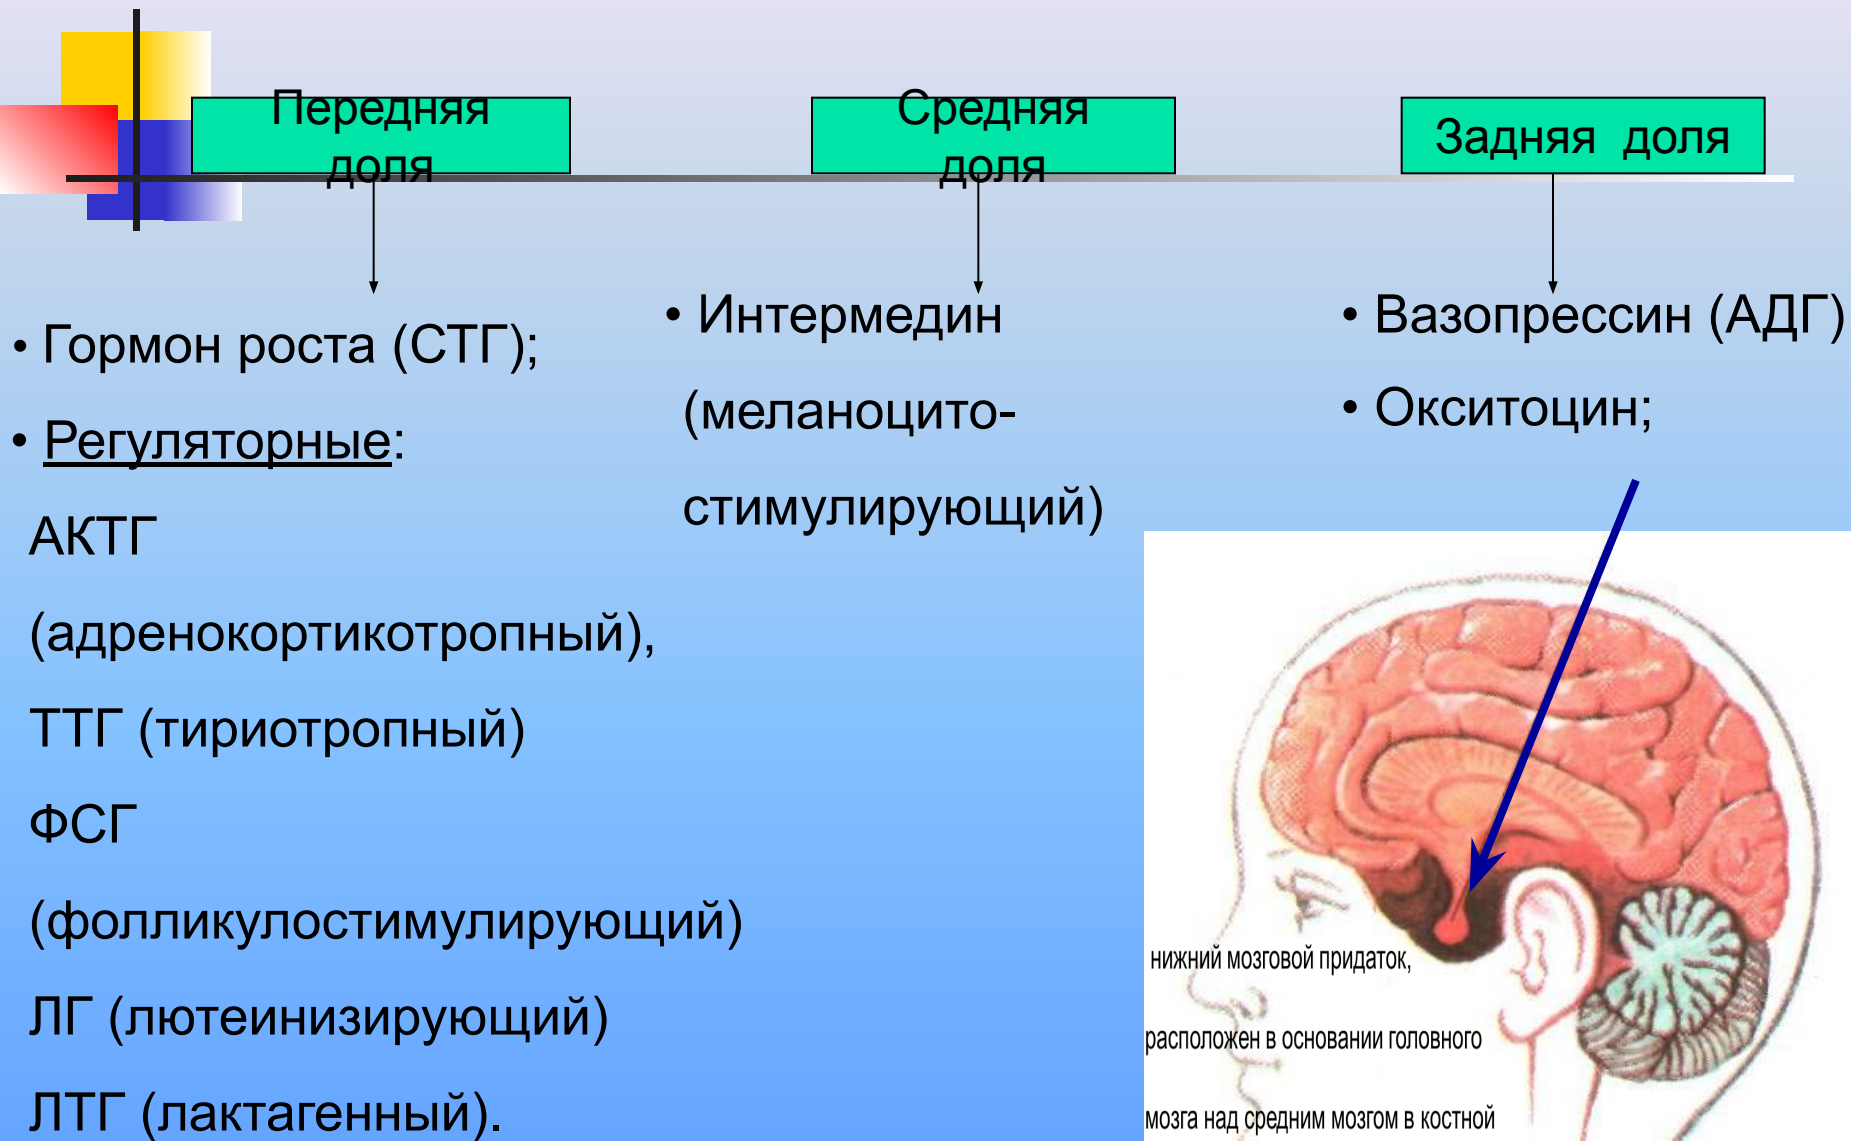 Передняя
доля
Средняя
доля
Задняя доля
• Гормон роста (СТГ);
• Регуляторные:
АКТГ
(адренокортикотропный),
ТТГ (тириотропный)
ФСГ
(фолликулостимулирующий)
ЛГ (лютеинизирующий)
ЛТГ (лактагенный).
• Интермедин
(меланоцито-
стимулирующий)
• Вазопрессин (АДГ)
• Окситоцин;
нижний мозговой придаток,
расположен в основании головного
мозга над средним мозгом в костной